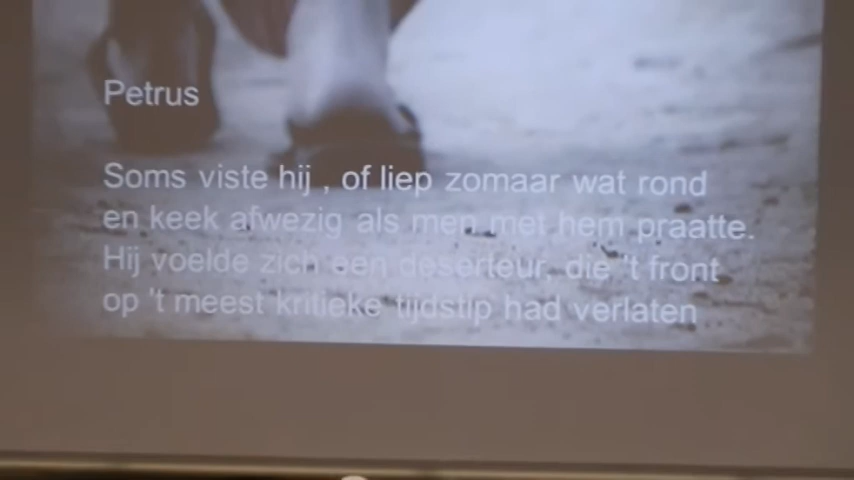 Petrus
Soms viste hij , of liep zomaar wat rond
en keek afwezig als men met hem praatte.
Hij voelde zich een deserteur, die 't front
op 't meest kritieke tijdstip had verlaten